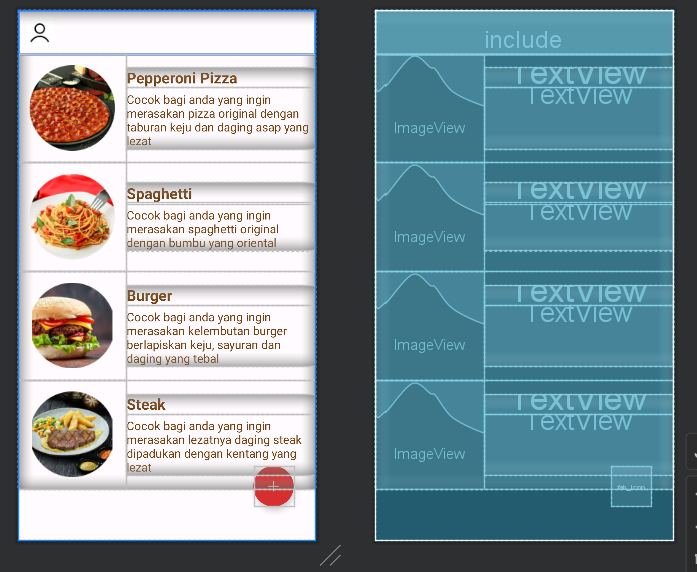 Pepperoni Pizza
Cocok bagi anda yang ingin
merasakan pizza original dengan
taburan keju dan daging asap yang
lezat
Spaghetti
Cocok bagi anda yang ingin
merasakan spaghetti original
dengan bumbu yang oriental
Burger
Cocok bagi anda yang ingin
merasakan kelembutan burger
berlapiskan keju, sayuran dan
daging yang tebal
Steak
Cocok bagi anda yang ingin
merasakan lezatnya daging steak
dipadukan dengan kentang yang
lezat
include
TextView
TextView
ImageView
TextView
TextView
ImageView
TextView
TextView
ImageView
TextView
TextView
ImageView